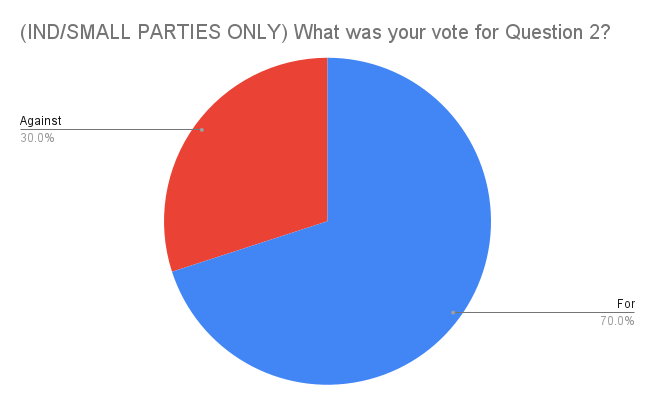 (IND/SMALL PARTIES ONLY) What was your vote for Question 2?
Against
30.0%
For
70.0%